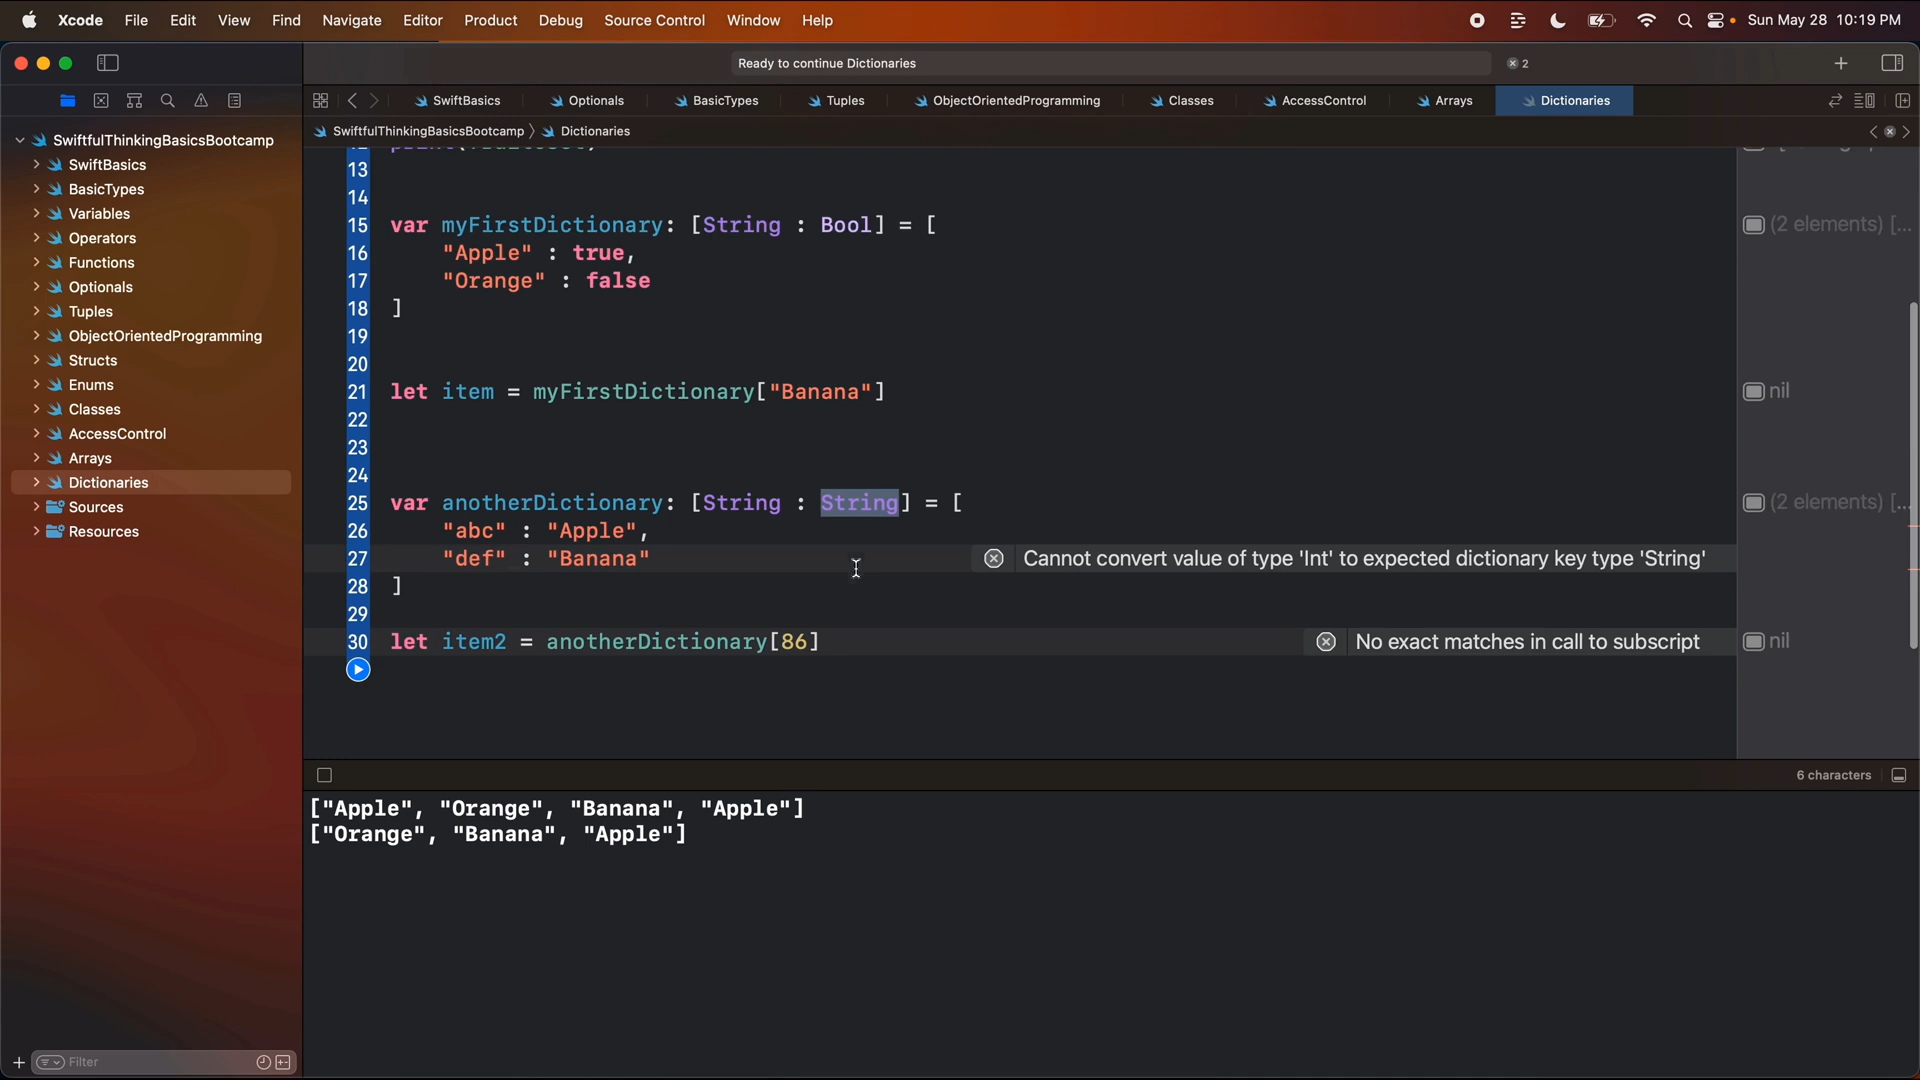 Xcode File Edit View Find Navigate Editor Product Debug Source Control Window Help Sun May 28 10:19 PM
Ready to continue Dictionaries 2
SwiftBasics Optionals BasicTypes Tuples ObjectOrientedProgramming Classes AccessControl Arrays Dictionaries
SwiftfulThinkingBasicsBootcamp Dictionaries
SwiftfulThinkingBasicsBootcamp
SwiftBasics
BasicTypes
Variables
Operators
Functions
Optionals
Tuples
ObjectOrientedProgramming
Structs
Enums
Classes
AccessControl
Arrays
Dictionaries
Sources
Resources
Filter
13
14
15 var myFirstDictionary: [String : Bool] = [ (2 elements) [...
16 "Apple" : true,
17 "Orange" : false
18 ]
19
20
21 let item = myFirstDictionary["Banana"] nil
22
23
24
25 var anotherDictionary: [String : String] = [ (2 elements) [...
26 "abc" : "Apple",
27 "def" : "Banana" Cannot convert value of type 'Int' to expected dictionary key type 'String'
28 ]
29
30 let item2 = anotherDictionary[86] No exact matches in call to subscript nil
6 characters
["Apple", "Orange", "Banana", "Apple"]
["Orange", "Banana", "Apple"]